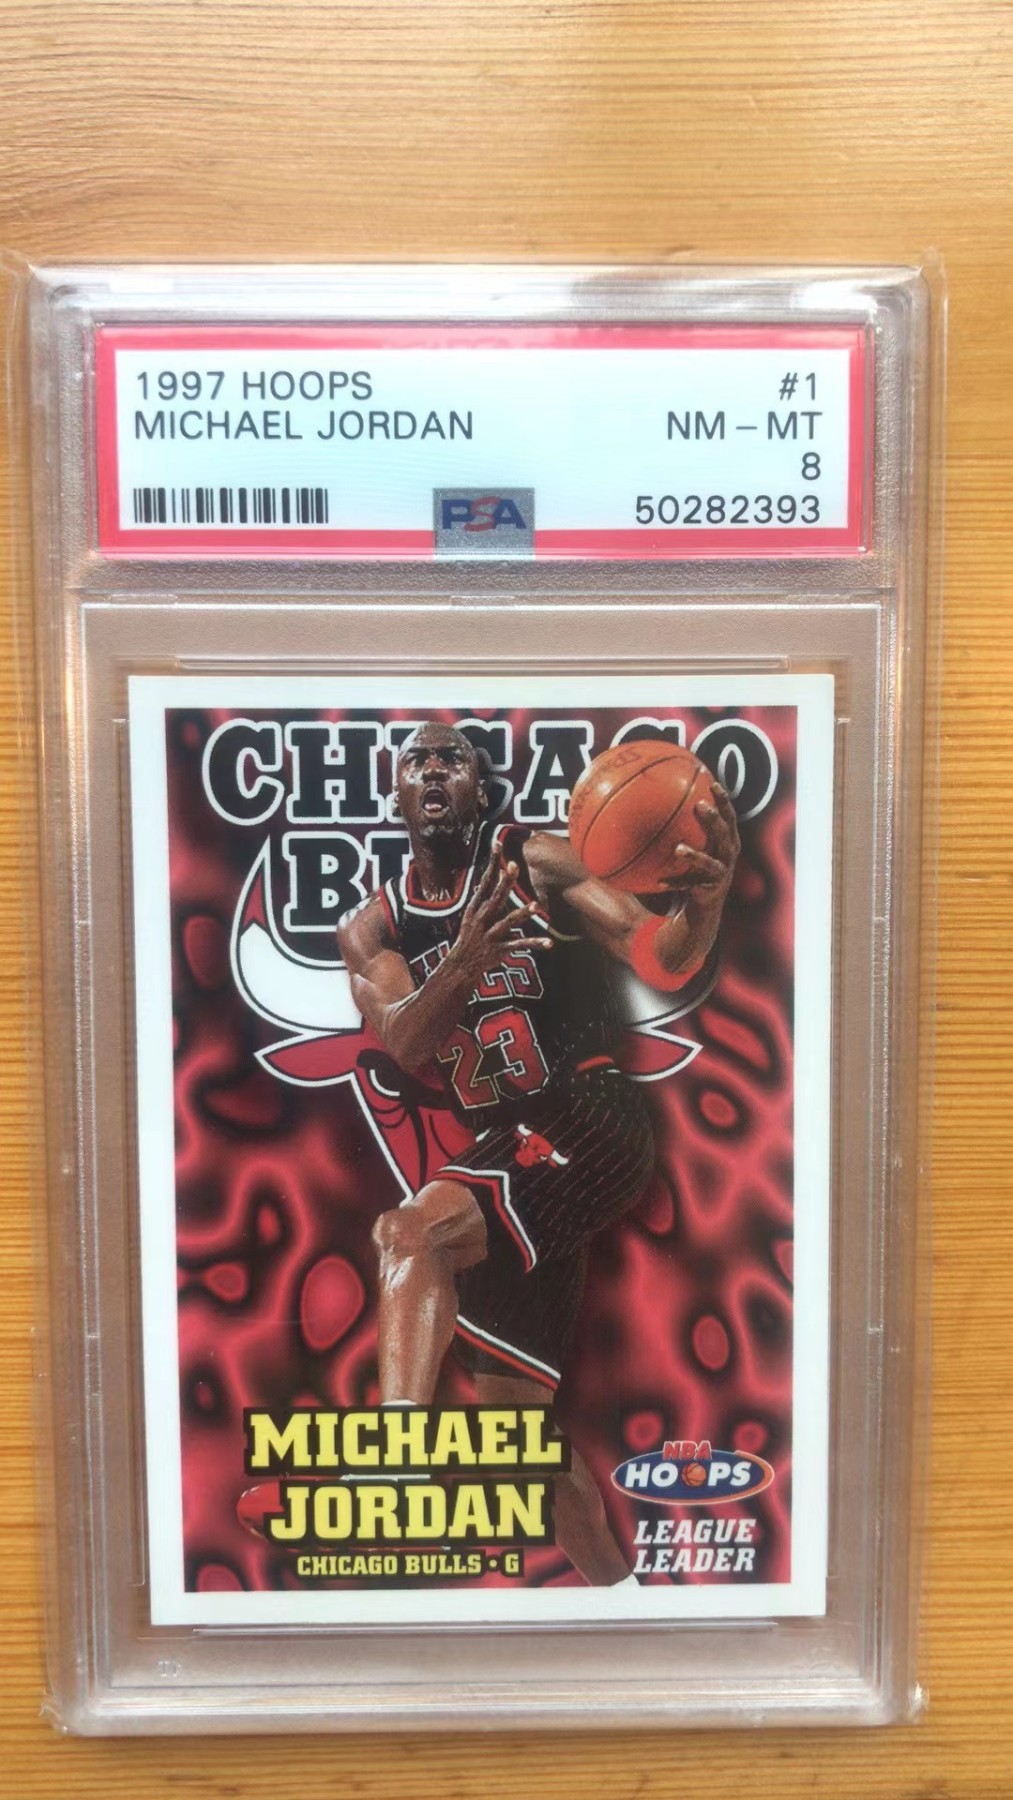 1997 HOOPS #1
MICHAEL JORDAN NM - MT
8
PSA 50282393
CHICAGO
23
MICHAEL
JORDAN
CHICAGO BULLS • G
NBA
HOOPS
LEAGUE
LEADER